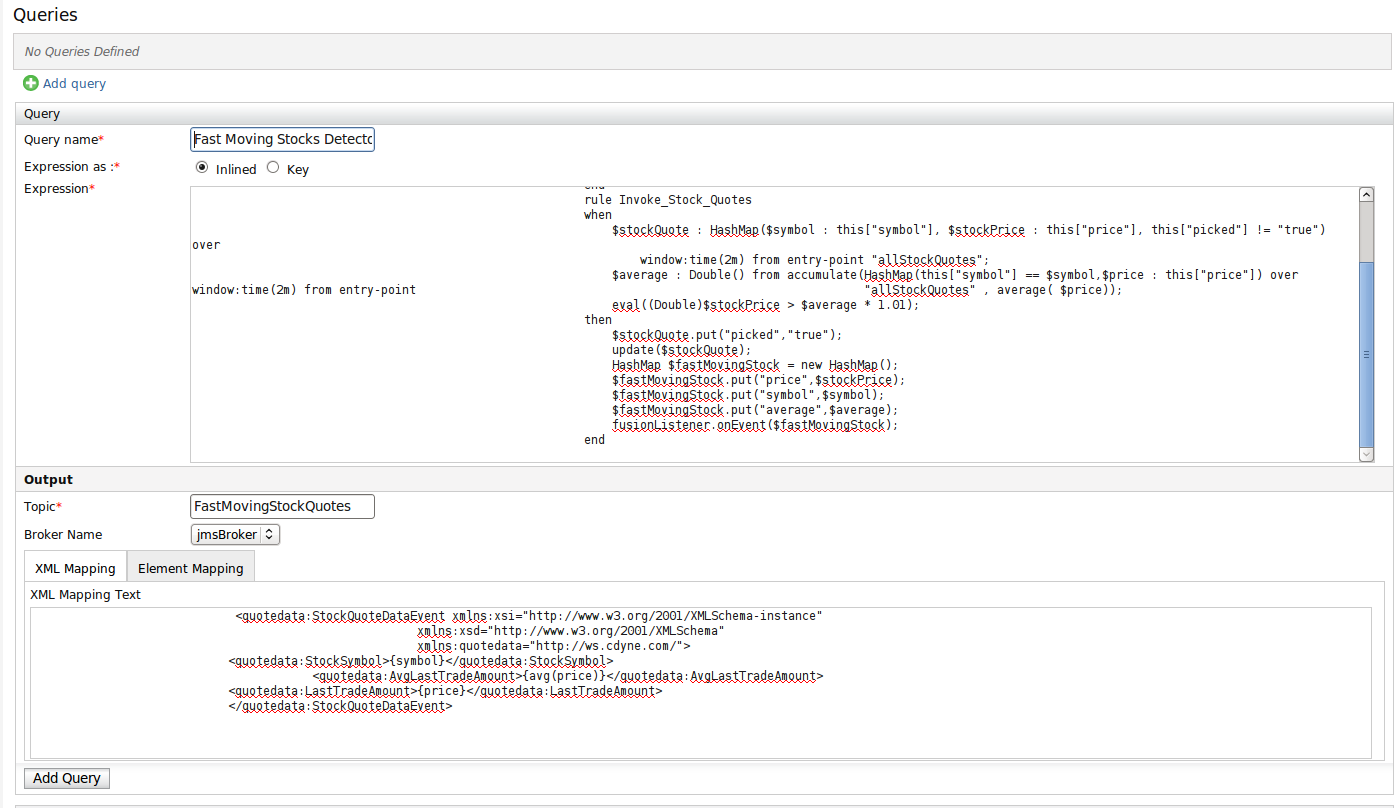 Queries
No Queries Defined
Add query
Query
Query name*
Fast Moving Stocks Detecto
Expression as :*
Inlined
Key
Expression*
end
rule Invoke_Stock_Quotes
when
$stockQuote : HashMap($symbol : this["symbol"], $stockPrice : this["price"], this["picked"] != "true")
over
window:time(2m) from entry-point "allStockQuotes";
$average : Double() from accumulate(HashMap(this["symbol"] == $symbol,$price : this["price"]) over
window:time(2m) from entry-point "allStockQuotes" , average( $price));
eval((Double)$stockPrice > $average * 1.01);
then
$stockQuote.put("picked","true");
update($stockQuote);
HashMap $fastMovingStock = new HashMap();
$fastMovingStock.put("price",$stockPrice);
$fastMovingStock.put("symbol",$symbol);
$fastMovingStock.put("average",$average);
fusionListener.onEvent($fastMovingStock);
end
Output
Topic*
FastMovingStockQuotes
Broker Name
jmsBroker
XML Mapping
Element Mapping
XML Mapping Text
<quotedata:StockQuoteDataEvent xmlns:xsi="http://www.w3.org/2001/XMLSchema-instance"
xmlns:xsd="http://www.w3.org/2001/XMLSchema"
xmlns:quotedata="http://ws.cdyne.com/">
<quotedata:StockSymbol>{symbol}</quotedata:StockSymbol>
<quotedata:AvgLastTradeAmount>{avg(price)}</quotedata:AvgLastTradeAmount>
<quotedata:LastTradeAmount>{price}</quotedata:LastTradeAmount>
</quotedata:StockQuoteDataEvent>
Add Query